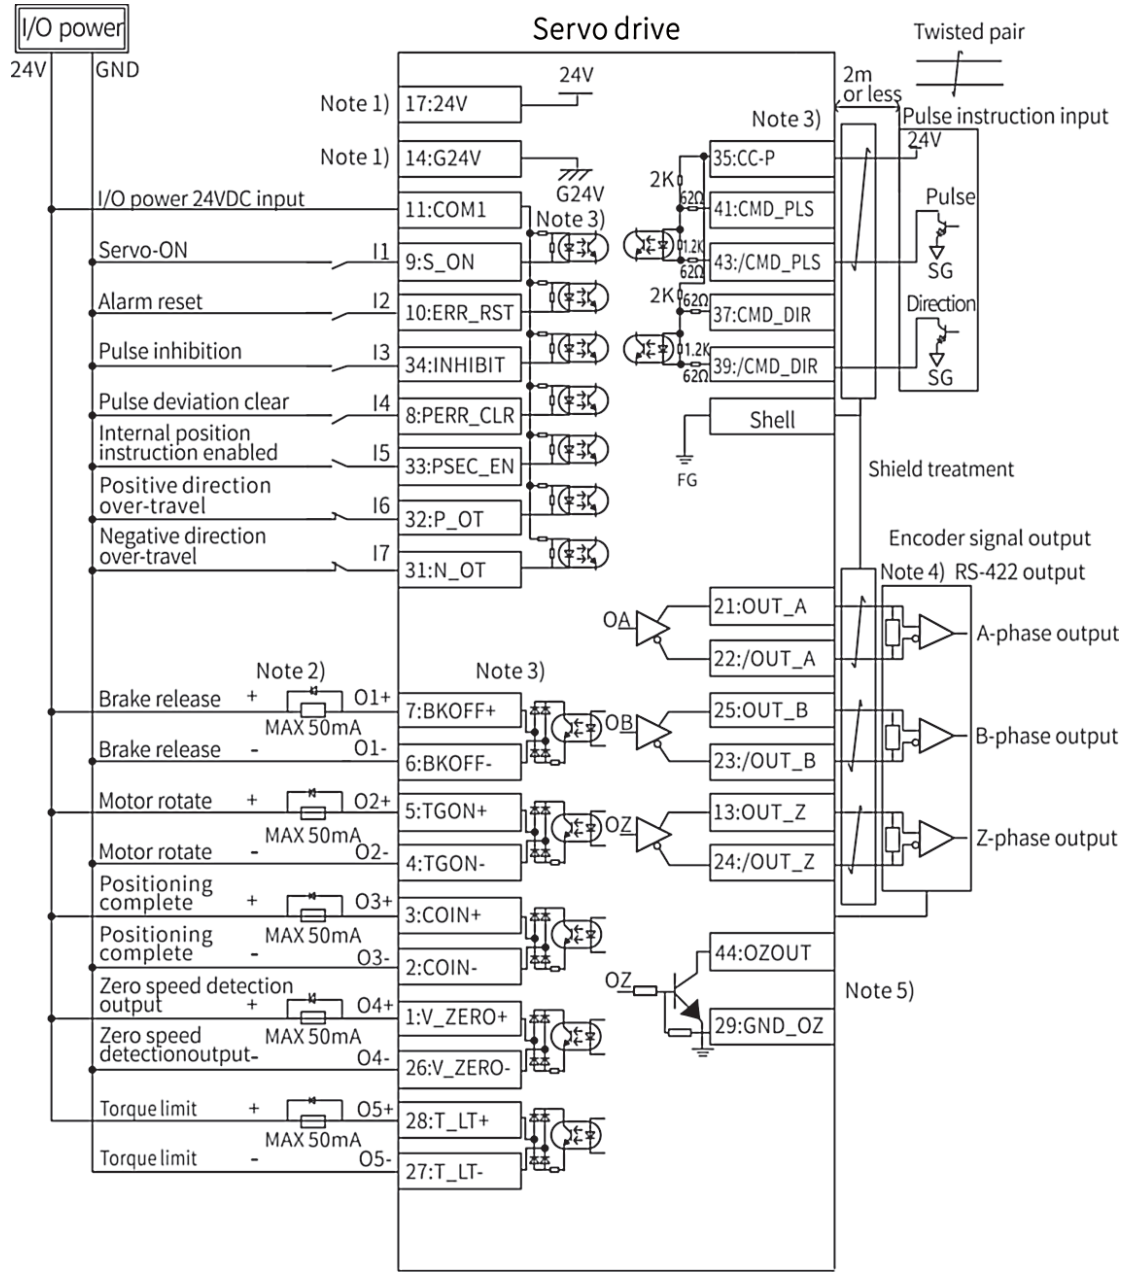 I/O power
Servo drive
Twisted pair
24V
GND
24V
2m
or less
Note 1)
17:24V
Note 3)
Pulse instruction input
24V
Note 1)
14:G24V
G24V
35:CC-P
2K
62Ω
I/O power 24VDC input
11:COM1
Note 3)
41:CMD_PLS
Pulse
1.2K
Servo-ON
I1
9:S_ON
62Ω
43:/CMD_PLS
SG
Alarm reset
I2
10:ERR_RST
2K
62Ω
37:CMD_DIR
Direction
1.2K
Pulse inhibition
I3
34:INHIBIT
62Ω
39:/CMD_DIR
SG
Pulse deviation clear
I4
8:PERR_CLR
Shell
Internal position
instruction enabled
I5
33:PSEC_EN
FG
Shield treatment
Positive direction
over-travel
I6
32:P_OT
Negative direction
over-travel
I7
31:N_OT
Encoder signal output
Note 4) RS-422 output
OA
21:OUT_A
22:/OUT_A
A-phase output
Note 2)
Note 3)
Brake release
+
MAX 50mA
O1+
7:BKOFF+
OB
25:OUT_B
23:/OUT_B
B-phase output
Brake release
-
O1-
6:BKOFF-
Motor rotate
+
MAX 50mA
O2+
5:TGON+
OZ
13:OUT_Z
24:/OUT_Z
Z-phase output
Motor rotate
-
O2-
4:TGON-
Positioning
complete
+
MAX 50mA
O3+
3:COIN+
Positioning
complete
-
O3-
2:COIN-
OZ
44:OZOUT
Note 5)
29:GND_OZ
Zero speed detection
output
+
MAX 50mA
O4+
1:V_ZERO+
Zero speed
detectionoutput-
O4-
26:V_ZERO-
Torque limit
+
MAX 50mA
O5+
28:T_LT+
Torque limit
-
O5-
27:T_LT-